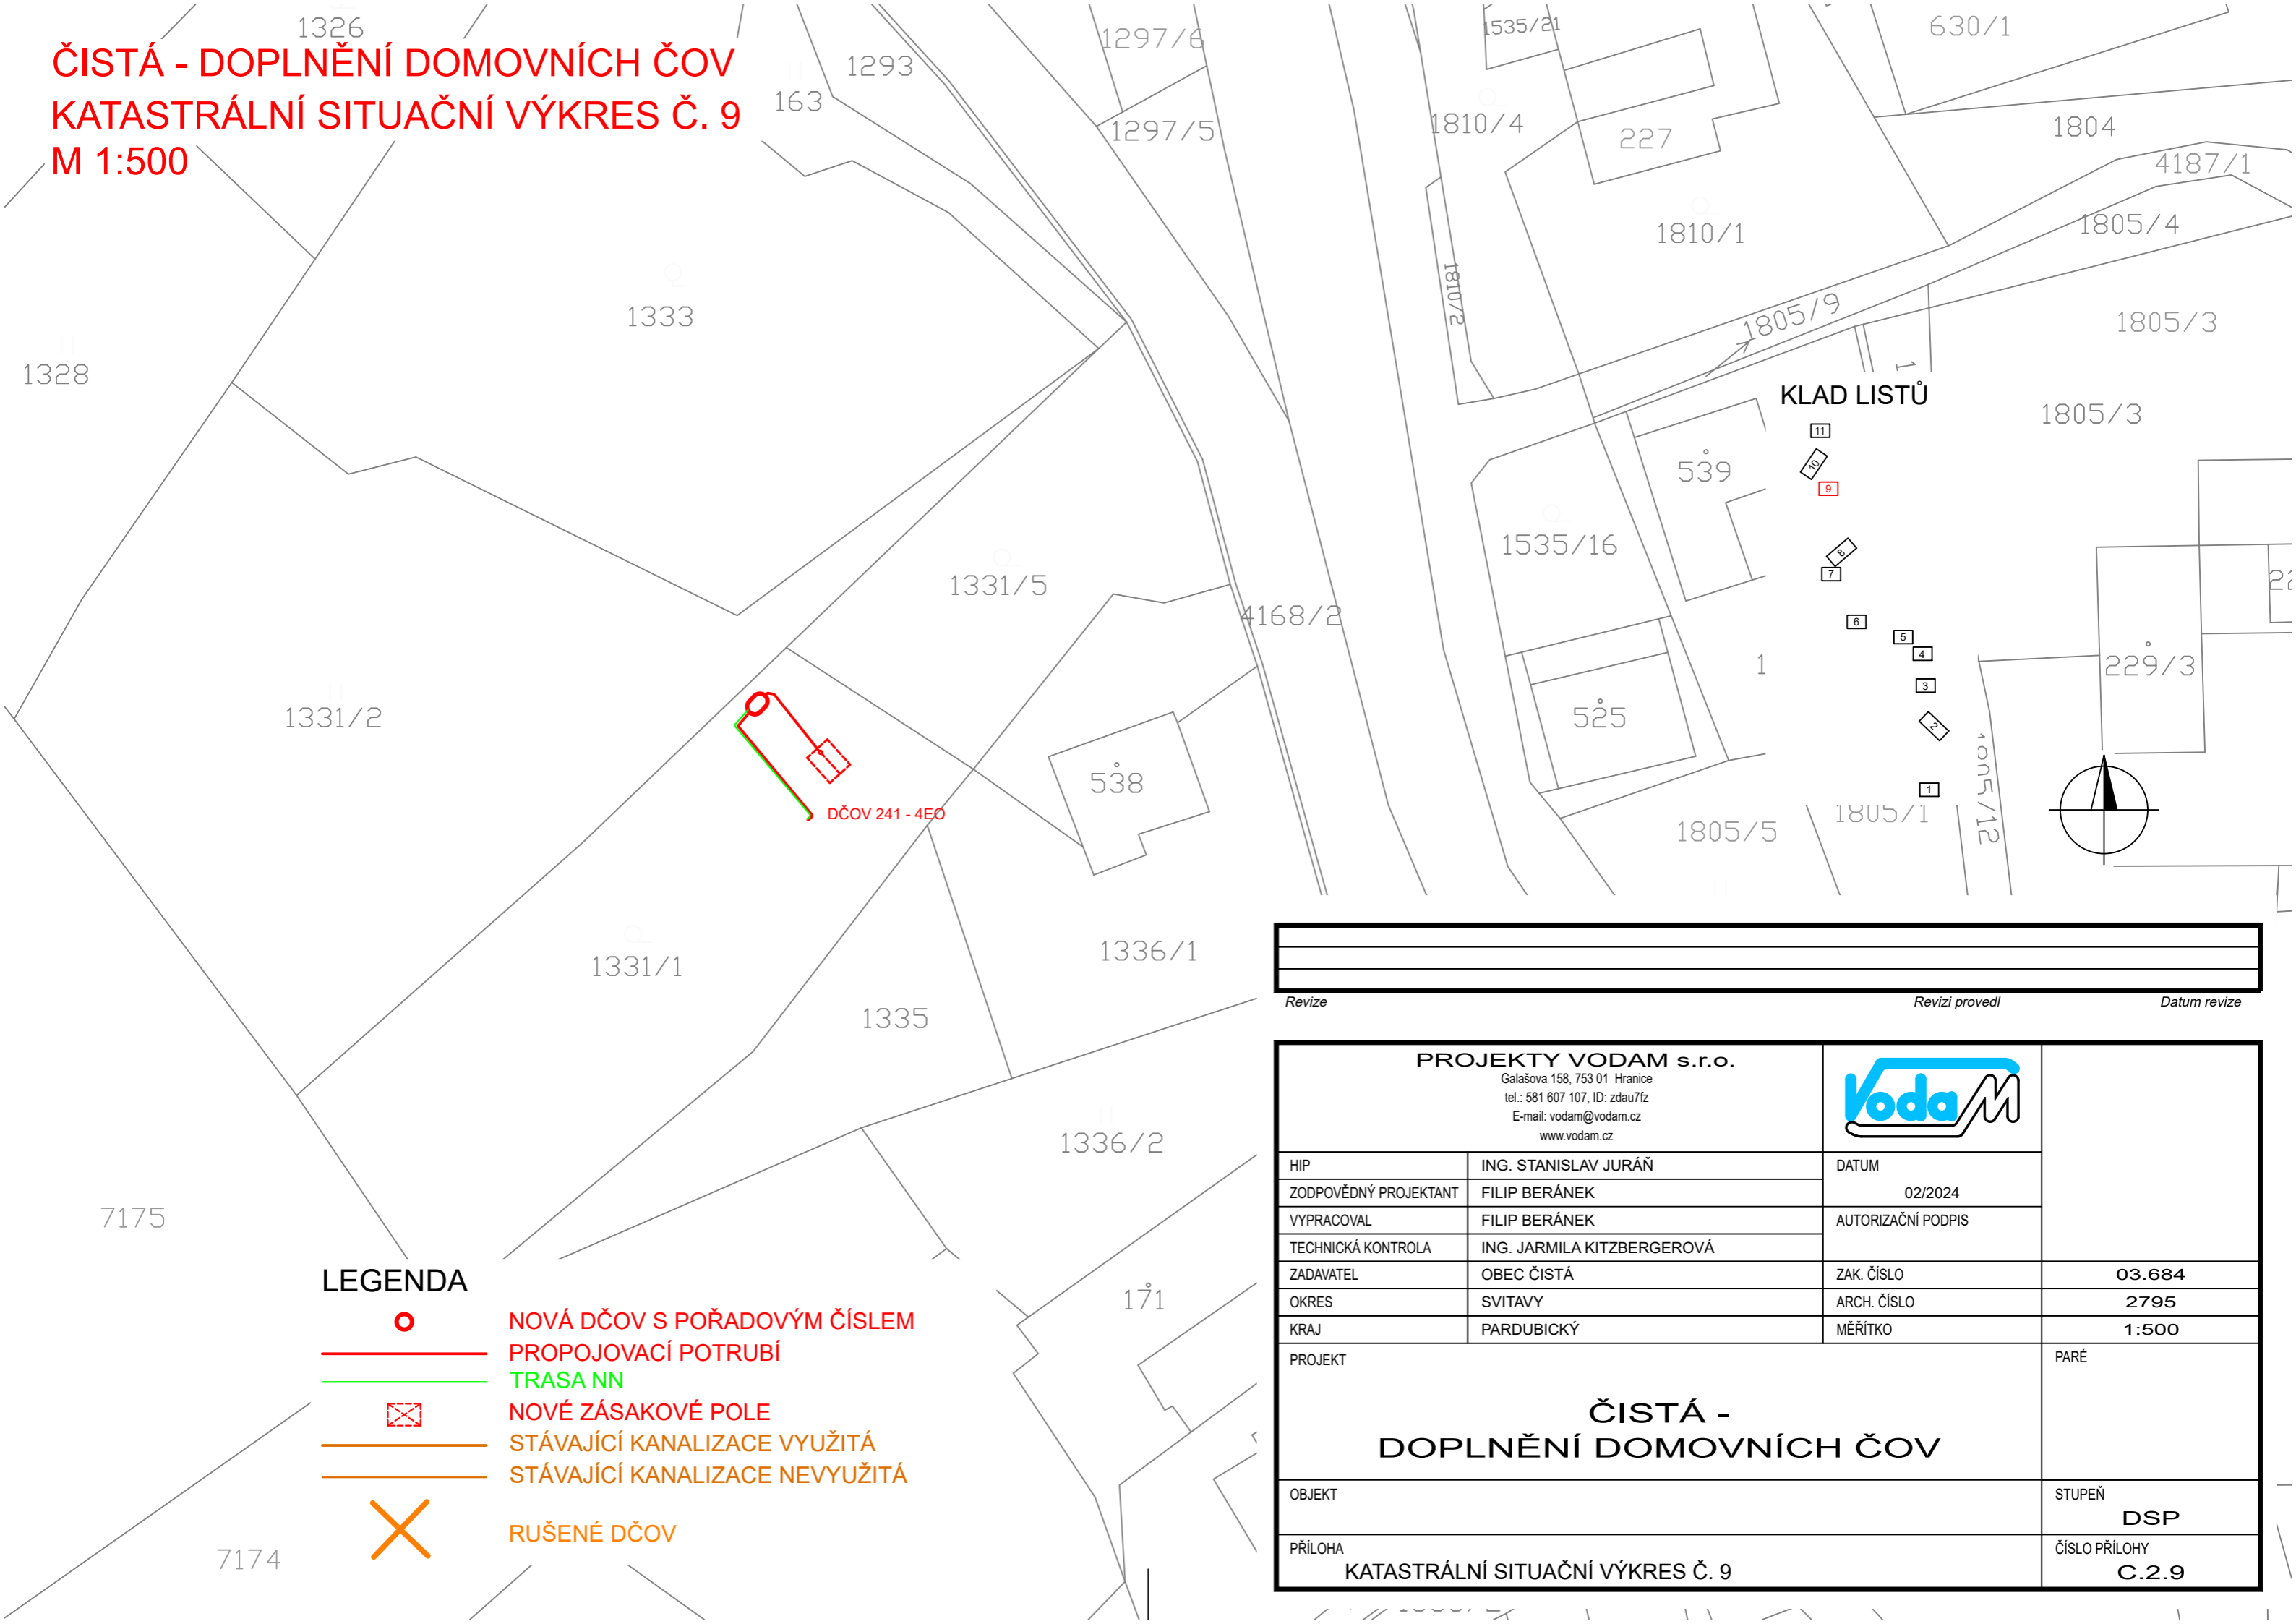 ČISTÁ - DOPLNĚNÍ DOMOVNÍCH ČOV
KATASTRÁLNÍ SITUAČNÍ VÝKRES Č. 9
M 1:500
1326
163
1293
1297/6
1297/5
1535/21
1810/4
227
630/1
1804
4187/1
1805/4
1810/1
1810/2
1805/9
1805/3
1333
1328
1
KLAD LISTŮ
11
10
9
8
7
6
5
4
3
2
1
1805/3
539
1535/16
1331/5
4168/2
1
229/3
525
1331/2
538
DČOV 241 - 4EO
1805/5
1805/1
1805/12
1331/1
1336/1
1335
1336/2
7175
171
7174
LEGENDA
NOVÁ DČOV S POŘADOVÝM ČÍSLEM
PROPOJOVACÍ POTRUBÍ
TRASA NN
NOVÉ ZÁSAKOVÉ POLE
STÁVAJÍCÍ KANALIZACE VYUŽITÁ
STÁVAJÍCÍ KANALIZACE NEVYUŽITÁ
RUŠENÉ DČOV
Revize Revizi provedl Datum revize
PROJEKTY VODAM s.r.o.
Galašova 158, 753 01 Hranice
tel.: 581 607 107, ID: zdau7fz
E-mail: vodam@vodam.cz
www.vodam.cz
VodaM
HIP ING. STANISLAV JURÁŇ DATUM
ZODPOVĚDNÝ PROJEKTANT FILIP BERÁNEK 02/2024
VYPRACOVAL FILIP BERÁNEK AUTORIZAČNÍ PODPIS
TECHNICKÁ KONTROLA ING. JARMILA KITZBERGEROVÁ
ZADAVATEL OBEC ČISTÁ ZAK. ČÍSLO 03.684
OKRES SVITAVY ARCH. ČÍSLO 2795
KRAJ PARDUBICKÝ MĚŘÍTKO 1:500
PROJEKT PARÉ
ČISTÁ -
DOPLNĚNÍ DOMOVNÍCH ČOV
OBJEKT STUPEŇ
DSP
PŘÍLOHA ČÍSLO PŘÍLOHY
KATASTRÁLNÍ SITUAČNÍ VÝKRES Č. 9 C.2.9